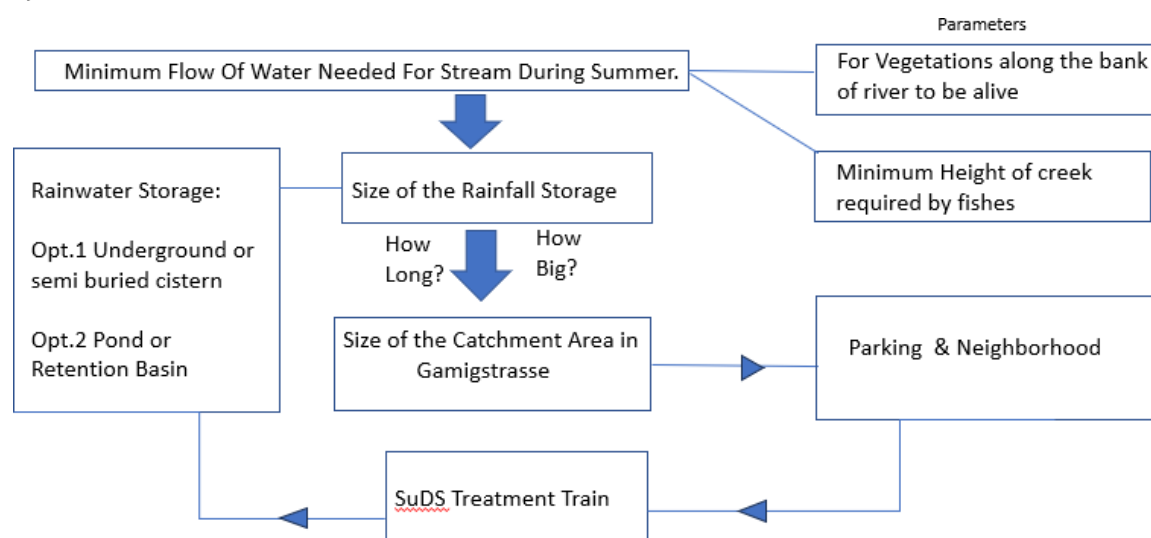 Parameters
Minimum Flow Of Water Needed For Stream During Summer.
For Vegetations along the bank
of river to be alive
Minimum Height of creek
required by fishes
Rainwater Storage:
Opt.1 Underground or
semi buried cistern
Opt.2 Pond or
Retention Basin
Size of the Rainfall Storage
How
Long?
How
Big?
Size of the Catchment Area in
Gamigstrasse
Parking & Neighborhood
SuDS Treatment Train